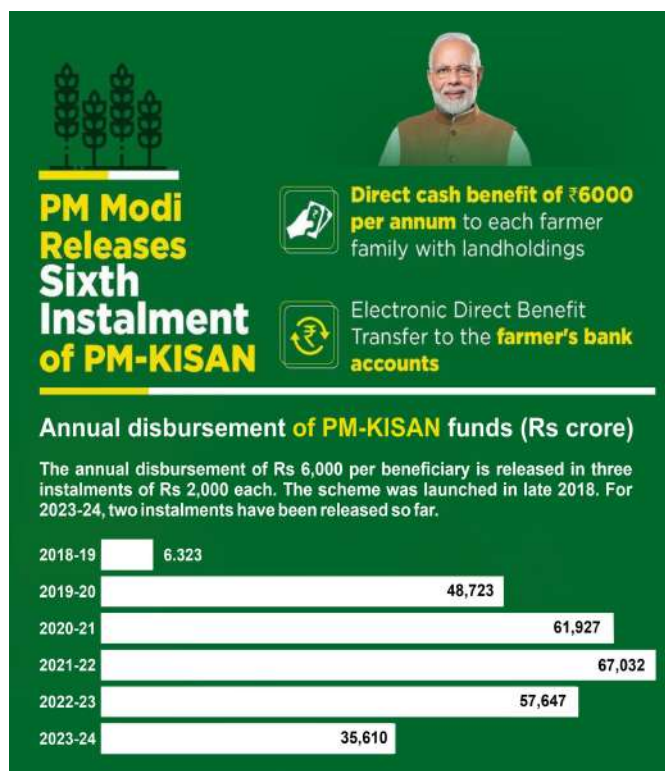 PM Modi
Releases
Sixth
Instalment
of PM-KISAN
Direct cash benefit of ₹6000
per annum to each farmer
family with landholdings
Electronic Direct Benefit
Transfer to the farmer's bank
accounts
Annual disbursement of PM-KISAN funds (Rs crore)
The annual disbursement of Rs 6,000 per beneficiary is released in three
instalments of Rs 2,000 each. The scheme was launched in late 2018. For
2023-24, two instalments have been released so far.
2018-19 6.323
2019-20 48,723
2020-21 61,927
2021-22 67,032
2022-23 57,647
2023-24 35,610